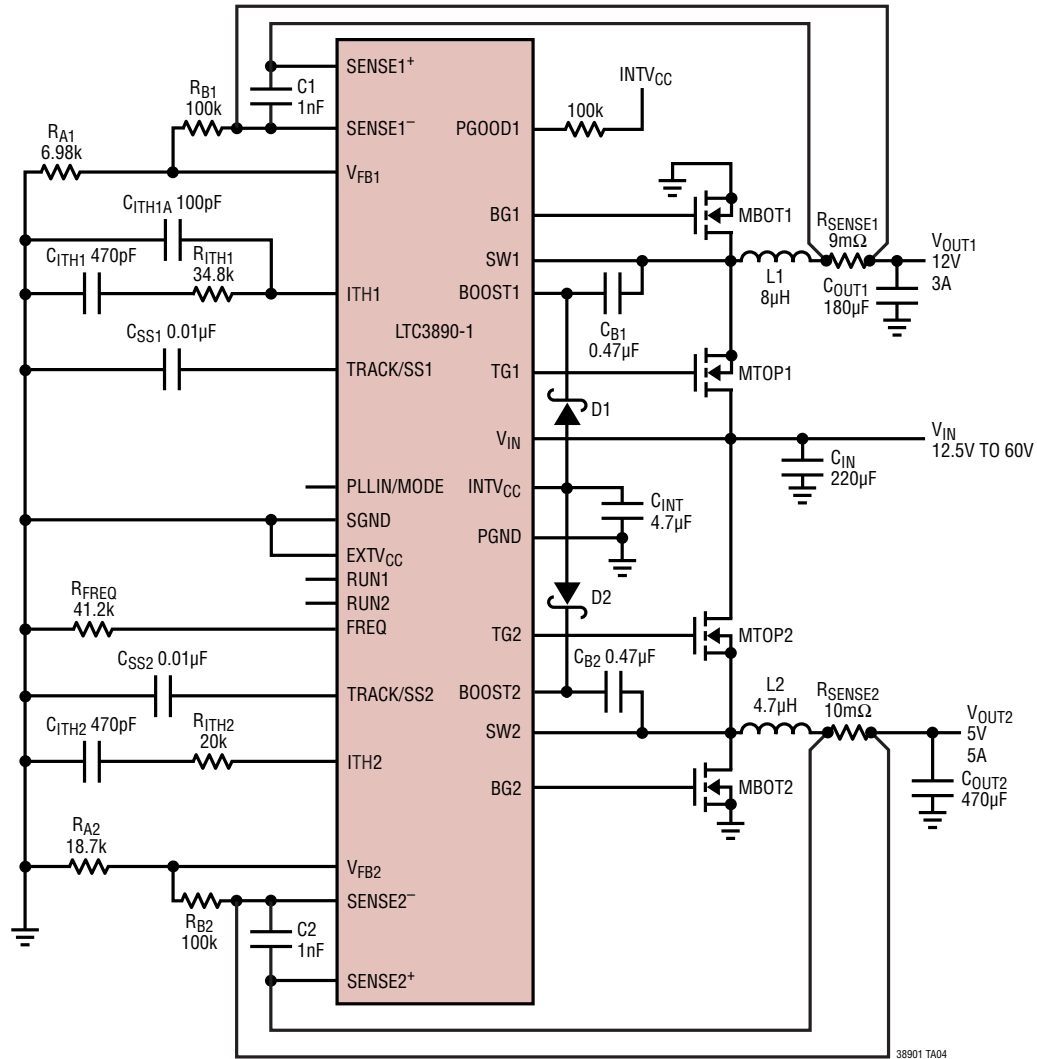 SENSE1+
SENSE1–
VFB1
ITH1
TRACK/SS1
PLLIN/MODE
SGND
EXTVCC
RUN1
RUN2
FREQ
TRACK/SS2
ITH2
VFB2
SENSE2–
SENSE2+
LTC3890-1
PGOOD1
BG1
SW1
BOOST1
TG1
VIN
INTVCC
PGND
TG2
BOOST2
SW2
BG2
RB1
100k
C1
1nF
RA1
6.98k
CITH1A 100pF
CITH1 470pF
RITH1
34.8k
CSS1 0.01µF
RFREQ
41.2k
CSS2 0.01µF
CITH2 470pF
RITH2
20k
RA2
18.7k
RB2
100k
C2
1nF
INTVCC
100k
MBOT1
RSENSE1
9mΩ
VOUT1
12V
3A
L1
8µH
COUT1
180µF
CB1
0.47µF
MTOP1
D1
VIN
12.5V TO 60V
CIN
220µF
CINT
4.7µF
D2
MTOP2
CB2 0.47µF
L2
4.7µH
RSENSE2
10mΩ
VOUT2
5V
5A
COUT2
470µF
MBOT2
38901 TA04